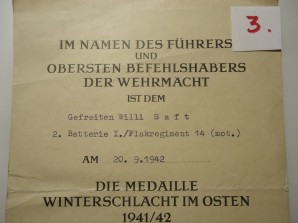 3.
IM NAMEN DES FÜHRERS
UND
OBERSTEN BEFEHLSHABERS
DER WEHRMACHT
IST DEM
Gefreiten Willi S a f t
2. Batterie I./Flakregiment 14 (mot.)
AM 20. 9.1942
DIE MEDAILLE
WINTERSCHLACHT IM OSTEN
1941/42